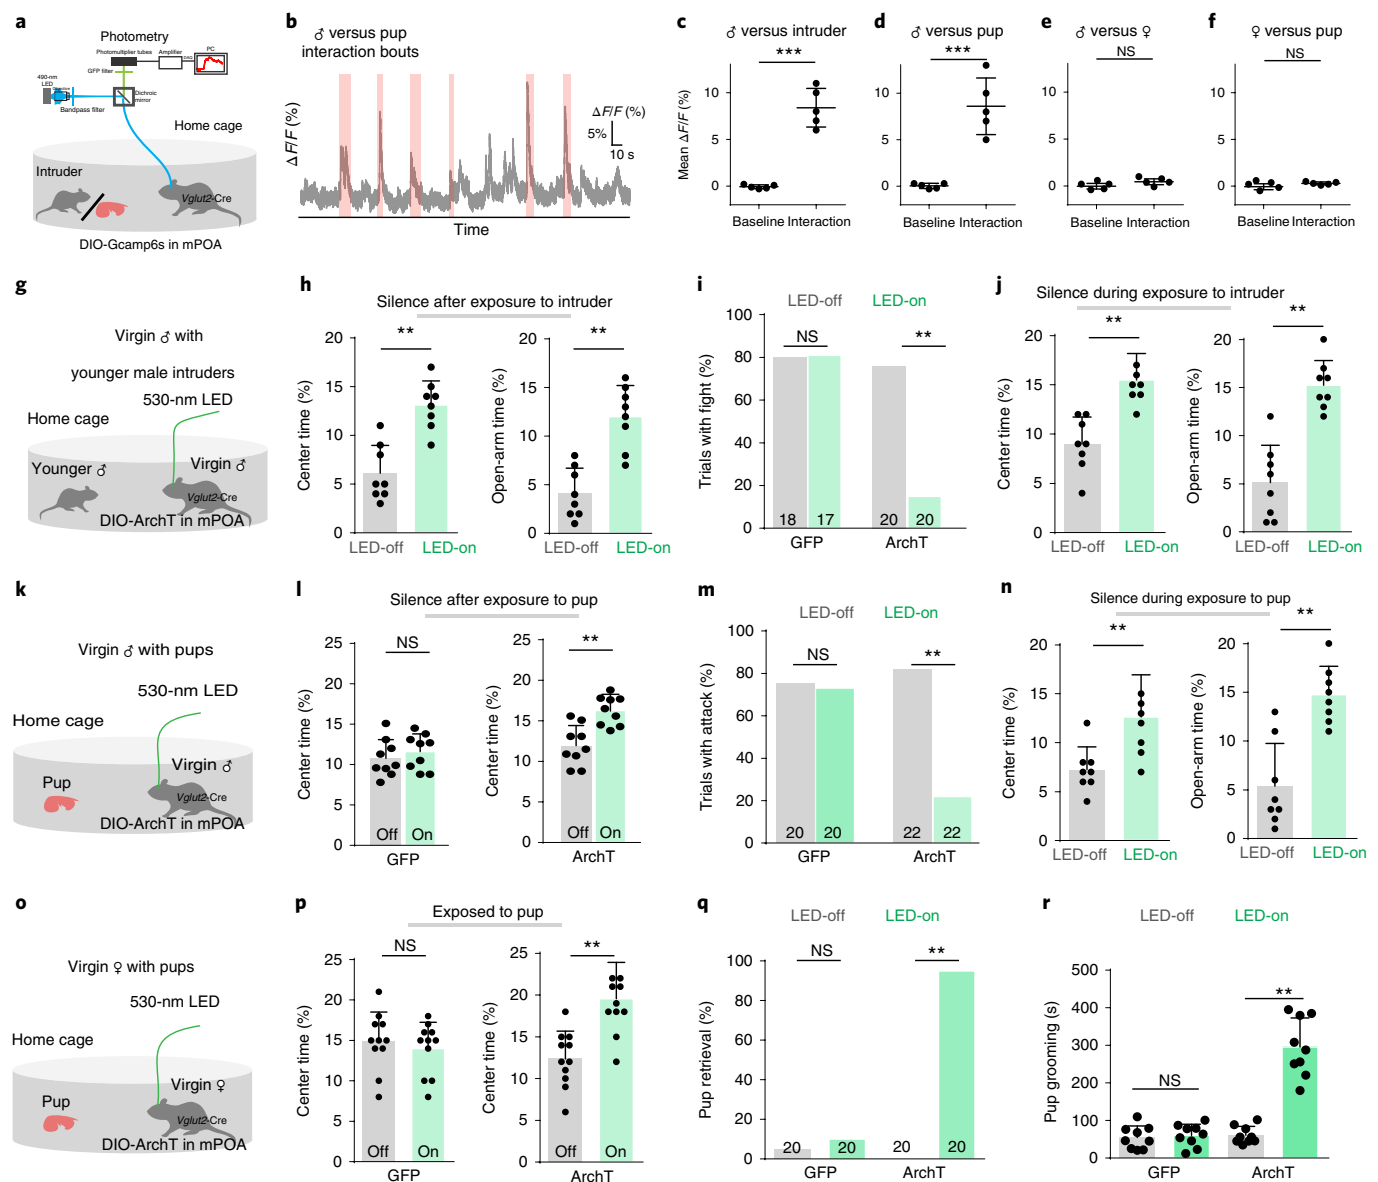 a
Photometry
Photomultiplier tubes
Amplifier
PC
DAQ
GFP filter
490-nm
LED
Dichroic
mirror
Bandpass filter
Home cage
Intruder
Vglut2-Cre
DIO-Gcamp6s in mPOA
b
♂ versus pup
interaction bouts
ΔF/F (%)
ΔF/F (%)
5%
10 s
Time
c
♂ versus intruder
***
Mean ΔF/F (%)
10
5
0
Baseline Interaction
d
♂ versus pup
***
10
5
0
Baseline Interaction
e
♂ versus ♀
NS
10
5
0
Baseline Interaction
f
♀ versus pup
NS
10
5
0
Baseline Interaction
g
Virgin ♂ with
younger male intruders
530-nm LED
Home cage
Younger ♂
Virgin ♂
Vglut2-Cre
DIO-ArchT in mPOA
h
Silence after exposure to intruder
**
Center time (%)
20
15
10
5
0
LED-off LED-on
**
Open-arm time (%)
20
15
10
5
0
LED-off LED-on
i
LED-off LED-on
Trials with fight (%)
100
80
60
40
20
0
NS
**
18 17 20 20
GFP ArchT
j
Silence during exposure to intruder
**
Center time (%)
20
15
10
5
0
LED-off LED-on
**
Open-arm time (%)
20
15
10
5
0
LED-off LED-on
k
Virgin ♂ with pups
530-nm LED
Home cage
Pup
Virgin ♂
Vglut2-Cre
DIO-ArchT in mPOA
l
Silence after exposure to pup
NS
Center time (%)
25
20
15
10
5
0
Off On
GFP
**
Center time (%)
25
20
15
10
5
0
Off On
ArchT
m
LED-off LED-on
Trials with attack (%)
100
80
60
40
20
0
NS
**
20 20 22 22
GFP ArchT
n
Silence during exposure to pup
**
Center time (%)
20
15
10
5
0
LED-off LED-on
**
Open-arm time (%)
20
15
10
5
0
LED-off LED-on
o
Virgin ♀ with pups
530-nm LED
Home cage
Pup
Virgin ♀
Vglut2-Cre
DIO-ArchT in mPOA
p
Exposed to pup
NS
Center time (%)
25
20
15
10
5
0
Off On
GFP
**
Center time (%)
25
20
15
10
5
0
Off On
ArchT
q
LED-off LED-on
Pup retrieval (%)
100
80
60
40
20
0
NS
**
20 20 20 20
GFP ArchT
r
LED-off LED-on
Pup grooming (s)
500
400
300
200
100
0
NS
**
GFP ArchT